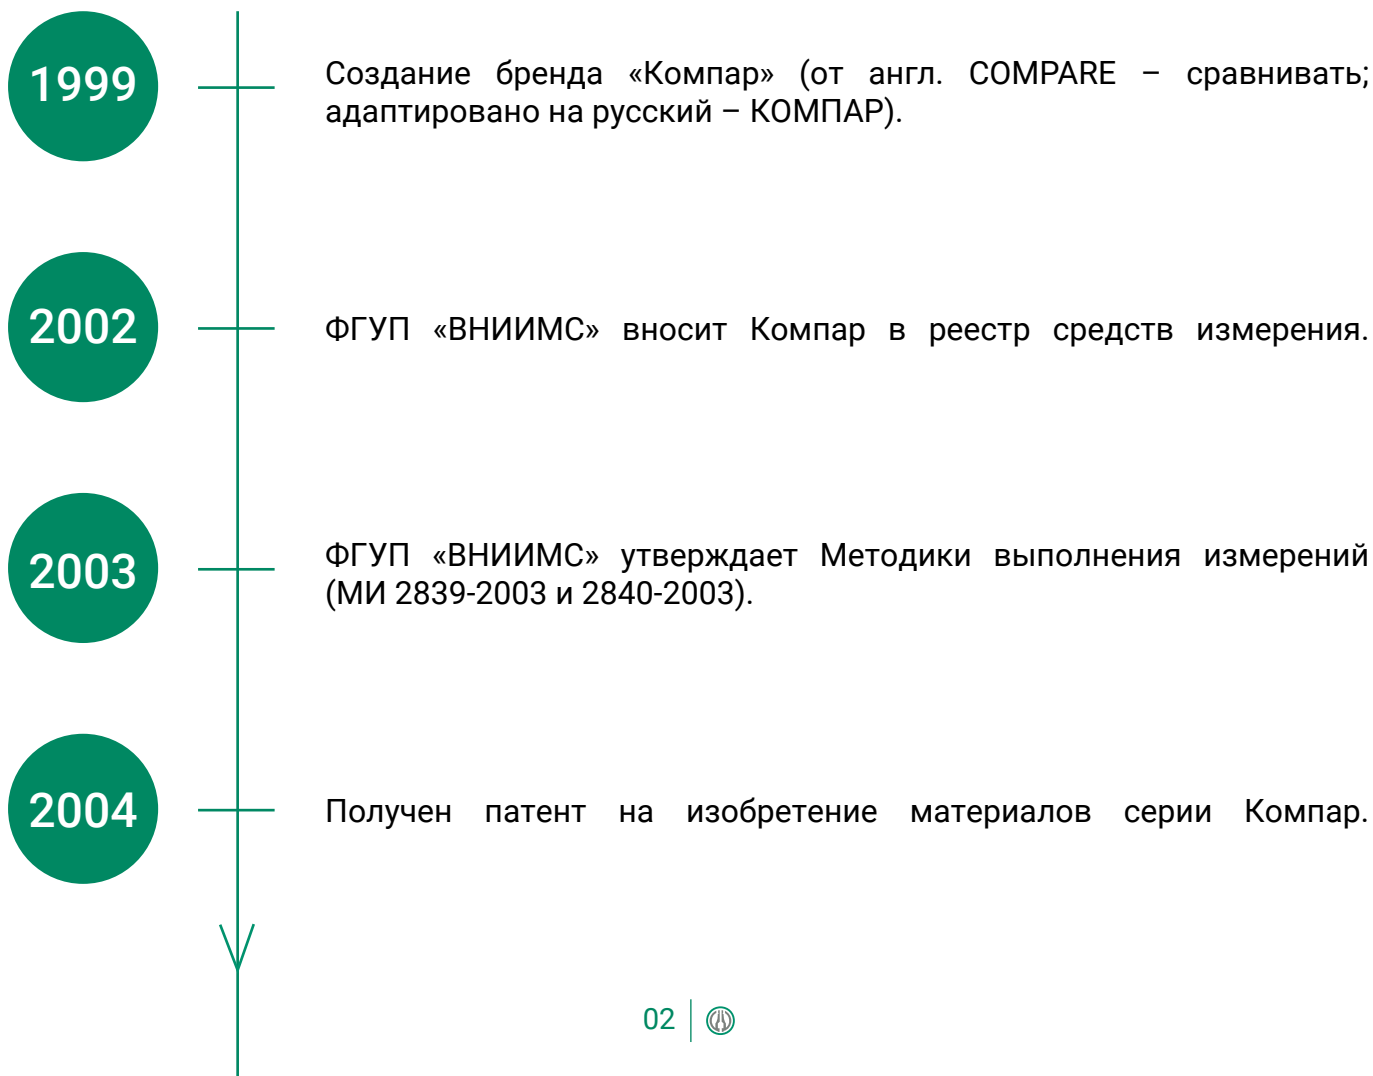 1999
Создание бренда «Компар» (от англ. COMPARE – сравнивать;
адаптировано на русский – КОМПАР).
2002
ФГУП «ВНИИМС» вносит Компар в реестр средств измерения.
2003
ФГУП «ВНИИМС» утверждает Методики выполнения измерений
(МИ 2839-2003 и 2840-2003).
2004
Получен патент на изобретение материалов серии Компар.
02